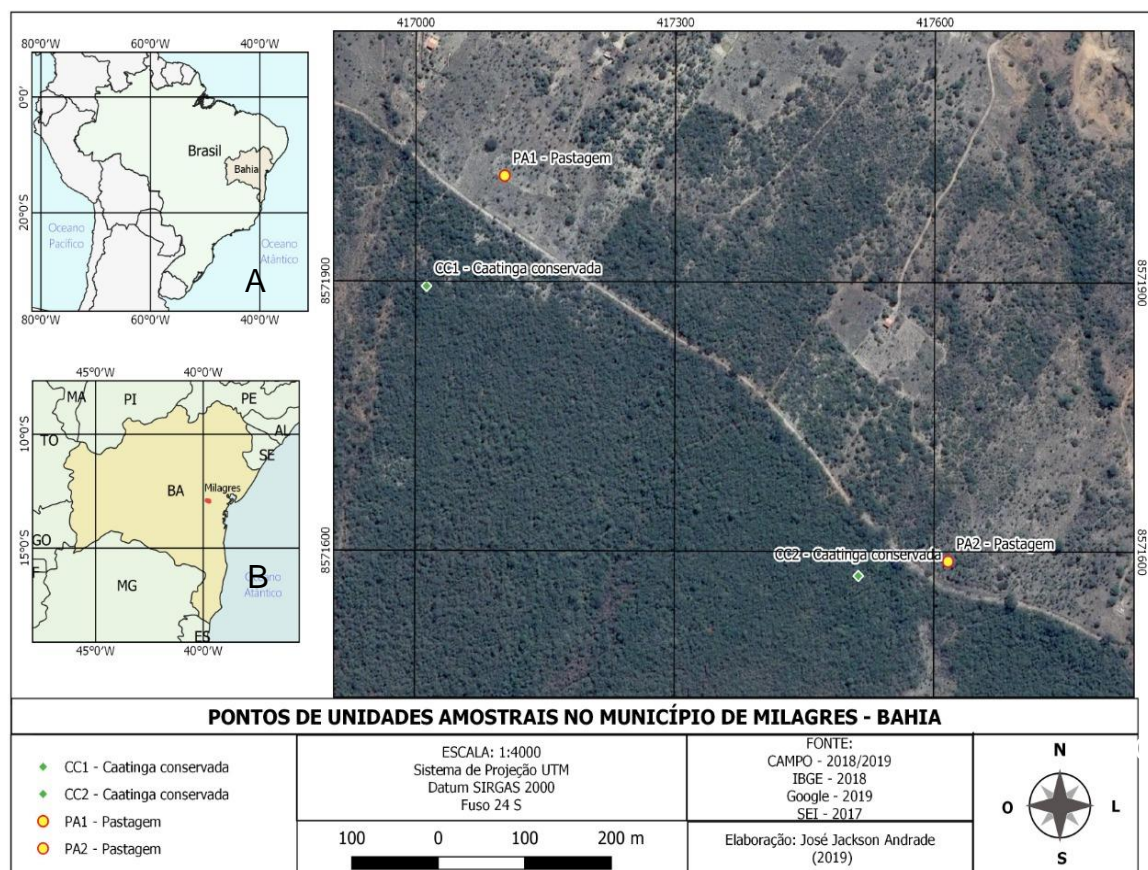 80°0'0"O 60°0'0"O 40°0'0"O
0°0'
20°0'S
Brasil
Bahia
Oceano
Pacífico
Oceano
Atlântico
A
80°0'0"O 60°0'0"O 40°0'0"O
45°0'O 40°0'O
10°0'S
15°0'S
MA
PI
PE
TO
AL
SE
BA
Milagres
GO
F
MG
ES
Oceano
Atlântico
B
45°0'O 40°0'O
417000 417300 417600
PA1 - Pastagem
CC1 - Caatinga conservada
8571900 8571900
PA2 - Pastagem
CC2 - Caatinga conservada
8571600 8571600
PONTOS DE UNIDADES AMOSTRAIS NO MUNICÍPIO DE MILAGRES - BAHIA
CC1 - Caatinga conservada
CC2 - Caatinga conservada
PA1 - Pastagem
PA2 - Pastagem
ESCALA: 1:4000
Sistema de Projeção UTM
Datum SIRGAS 2000
Fuso 24 S
100 0 100 200 m
FONTE:
CAMPO - 2018/2019
IBGE - 2018
Google - 2019
SEI - 2017
Elaboração: José Jackson Andrade
(2019)
N
O L
S